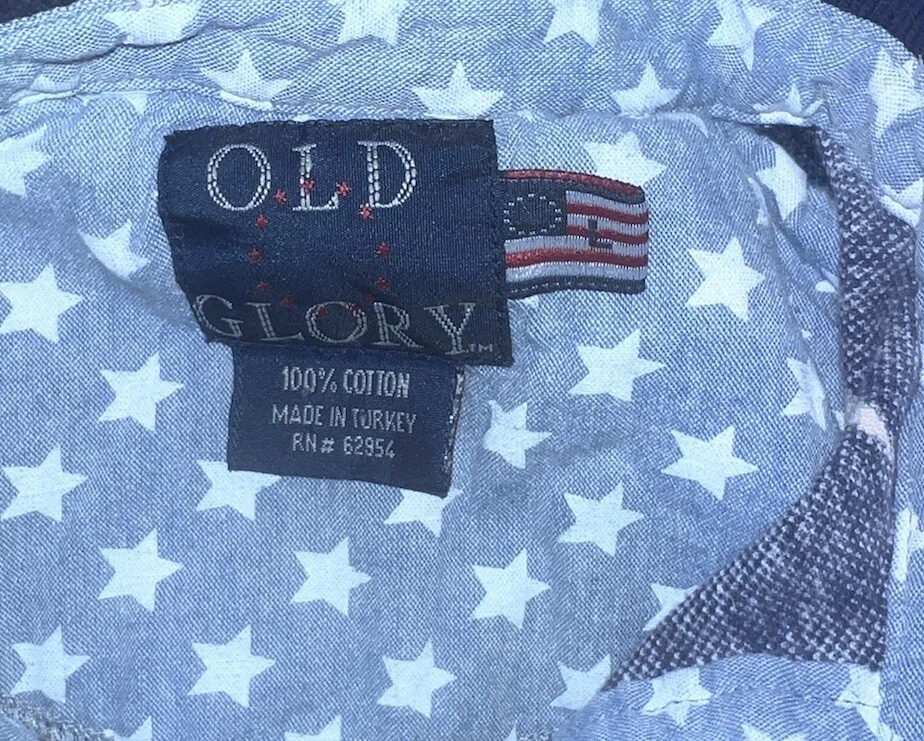 OLD
GLORY TM
L
100% COTTON
MADE IN TURKEY
RN# 62954